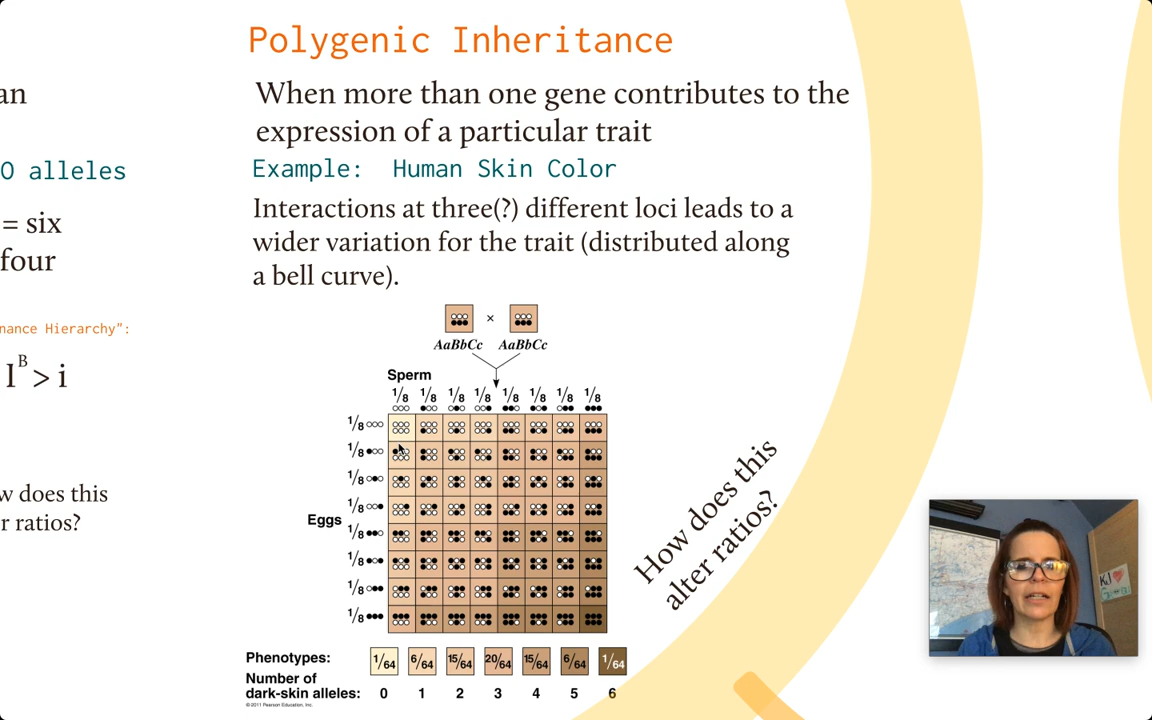 an
O alleles
= six
four
nance Hierarchy":
I^B > i
w does this
r ratios?
Polygenic Inheritance
When more than one gene contributes to the
expression of a particular trait
Example: Human Skin Color
Interactions at three(?) different loci leads to a
wider variation for the trait (distributed along
a bell curve).
×
AaBbCc AaBbCc
Sperm
1/8 1/8 1/8 1/8 1/8 1/8 1/8 1/8
1/8
1/8
1/8
1/8
Eggs
1/8
1/8
1/8
1/8
Phenotypes: 1/64 6/64 15/64 20/64 15/64 6/64 1/64
Number of
dark-skin alleles: 0 1 2 3 4 5 6
© 2011 Pearson Education, Inc.
How does this
alter ratios?
KJ